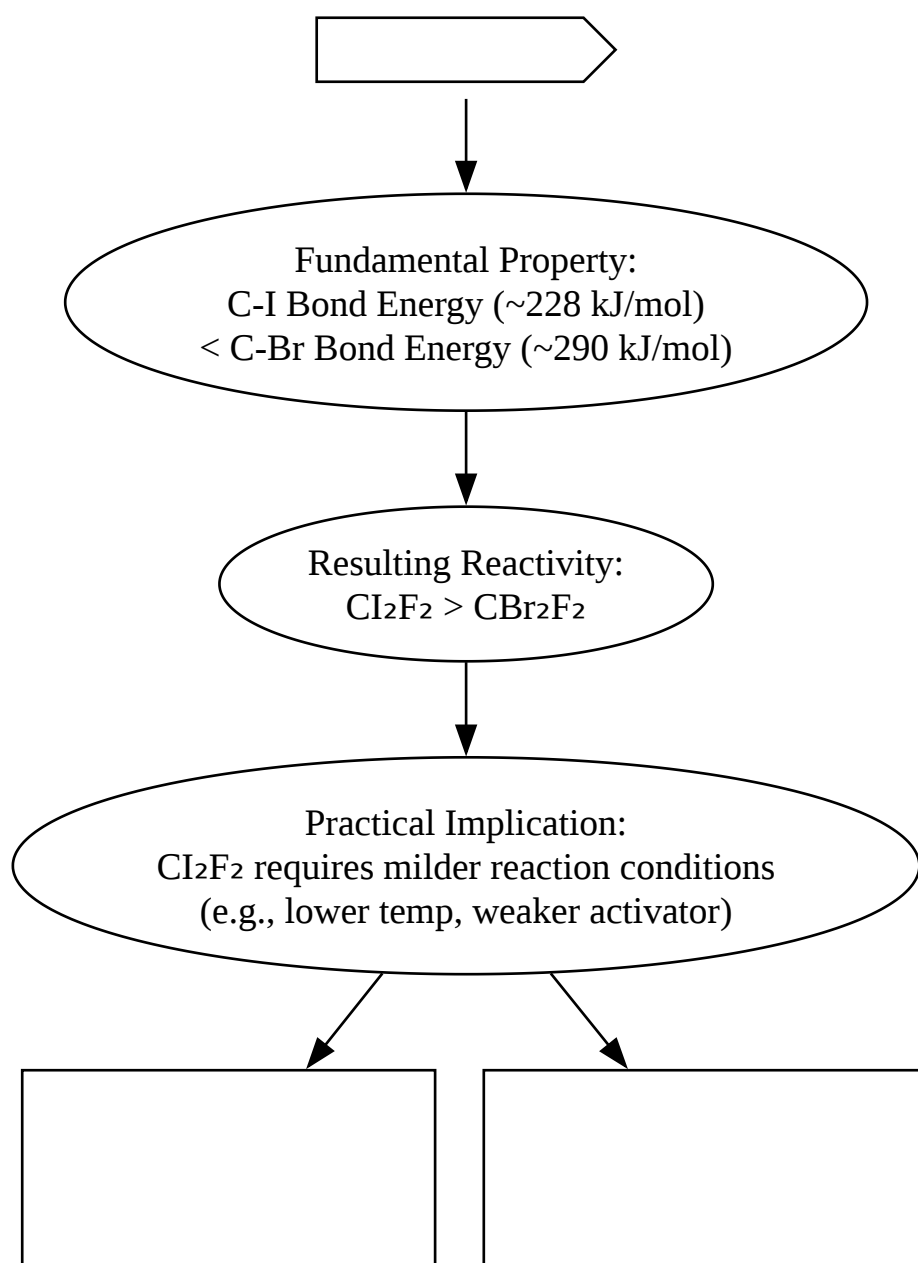 Fundamental Property:
C-I Bond Energy (~228 kJ/mol)
< C-Br Bond Energy (~290 kJ/mol)
Resulting Reactivity:
CI₂F₂ > CBr₂F₂
Practical Implication:
CI₂F₂ requires milder reaction conditions
(e.g., lower temp, weaker activator)